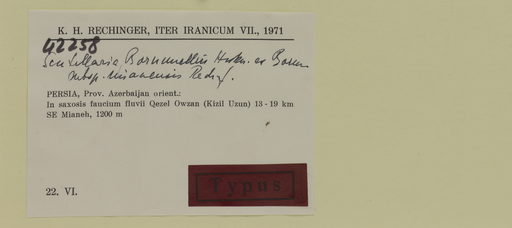 K. H. RECHINGER, ITER IRANICUM VII., 1971
42258
Scutellaria Bornmuelleri Hskn. ex Bornm.
subsp. mianensis Rech.f.
PERSIA, Prov. Azerbaijan orient.:
In saxosis faucium fluvii Qezel Owzan (Kizil Uzun) 13 - 19 km
SE Mianeh, 1200 m
Typus
22. VI.